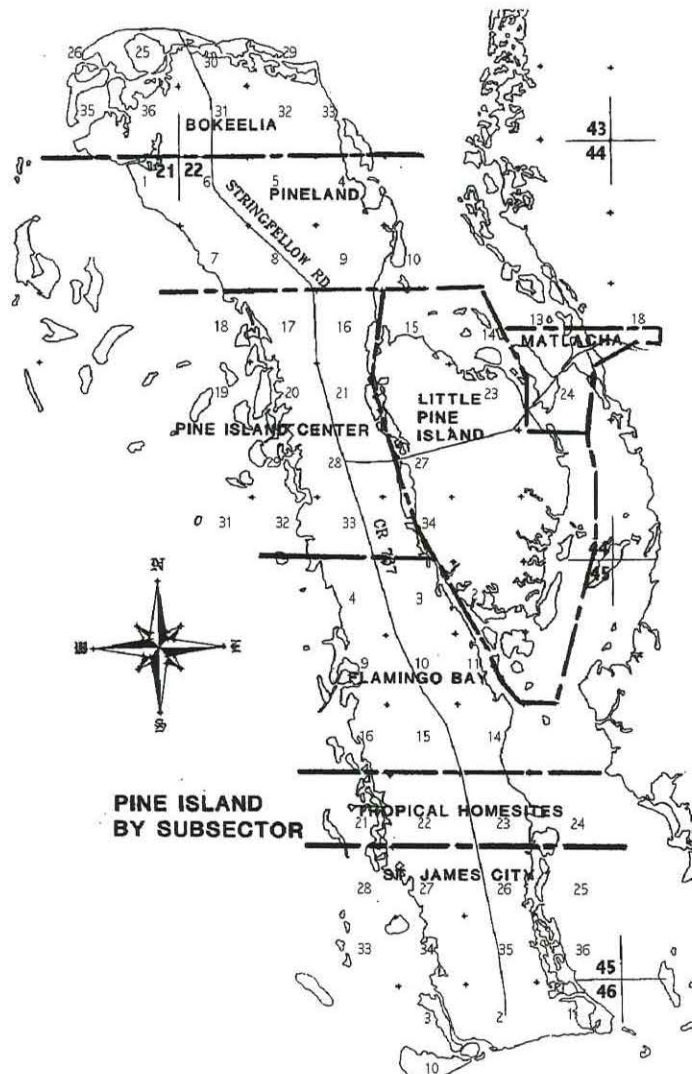 26 25 30 29
35 36 31 32 33
BOKEELIA
43
44
21 22
1 6 5 4
PINELAND
STRINGFELLOW RD
7 8 9 10
18 17 16 15 14 13 18
MATLACHA
19 20 21 23 24
LITTLE
PINE
ISLAND
PINE ISLAND CENTER
29 28 27
31 32 33 34
CR 767
44
45
N
S
4 3 2
9 10 11
FLAMINGO BAY
16 15 14
PINE ISLAND
BY SUBSECTOR
TROPICAL HOMESITES
21 22 23 24
ST. JAMES CITY
28 27 26 25
33 34 35 36
45
46
3 2 1
10